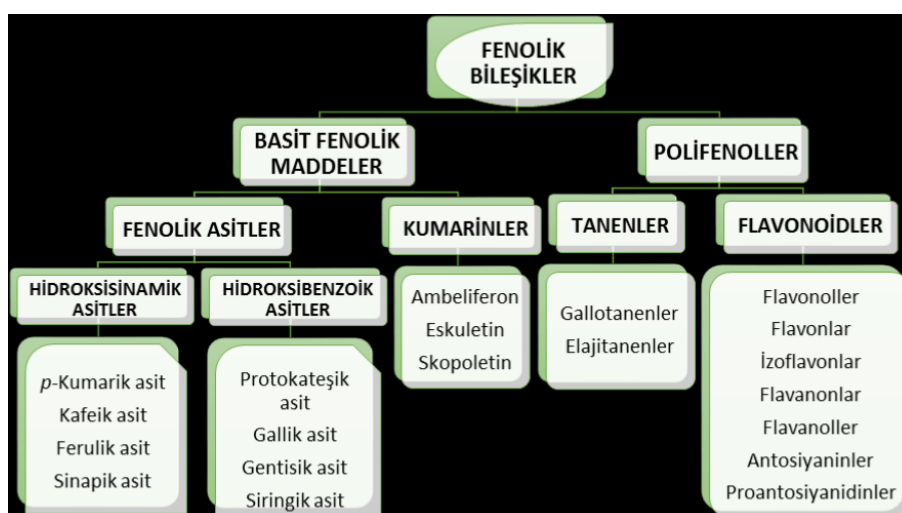 FENOLİK
BİLEŞİKLER
BASİT FENOLİK
MADDELER
POLİFENOLLER
FENOLİK ASİTLER
KUMARİNLER
TANENLER
FLAVONOİDLER
HİDROKSİSİNAMİK
ASİTLER
HİDROKSİBENZOİK
ASİTLER
p-Kumarik asit
Kafeik asit
Ferulik asit
Sinapik asit
Protokateşik
asit
Gallik asit
Gentisik asit
Siringik asit
Ambeliferon
Eskuletin
Skopoletin
Gallotanenler
Elajitanenler
Flavonoller
Flavonlar
İzoflavonlar
Flavanonlar
Flavanoller
Antosiyaninler
Proantosiyanidinler